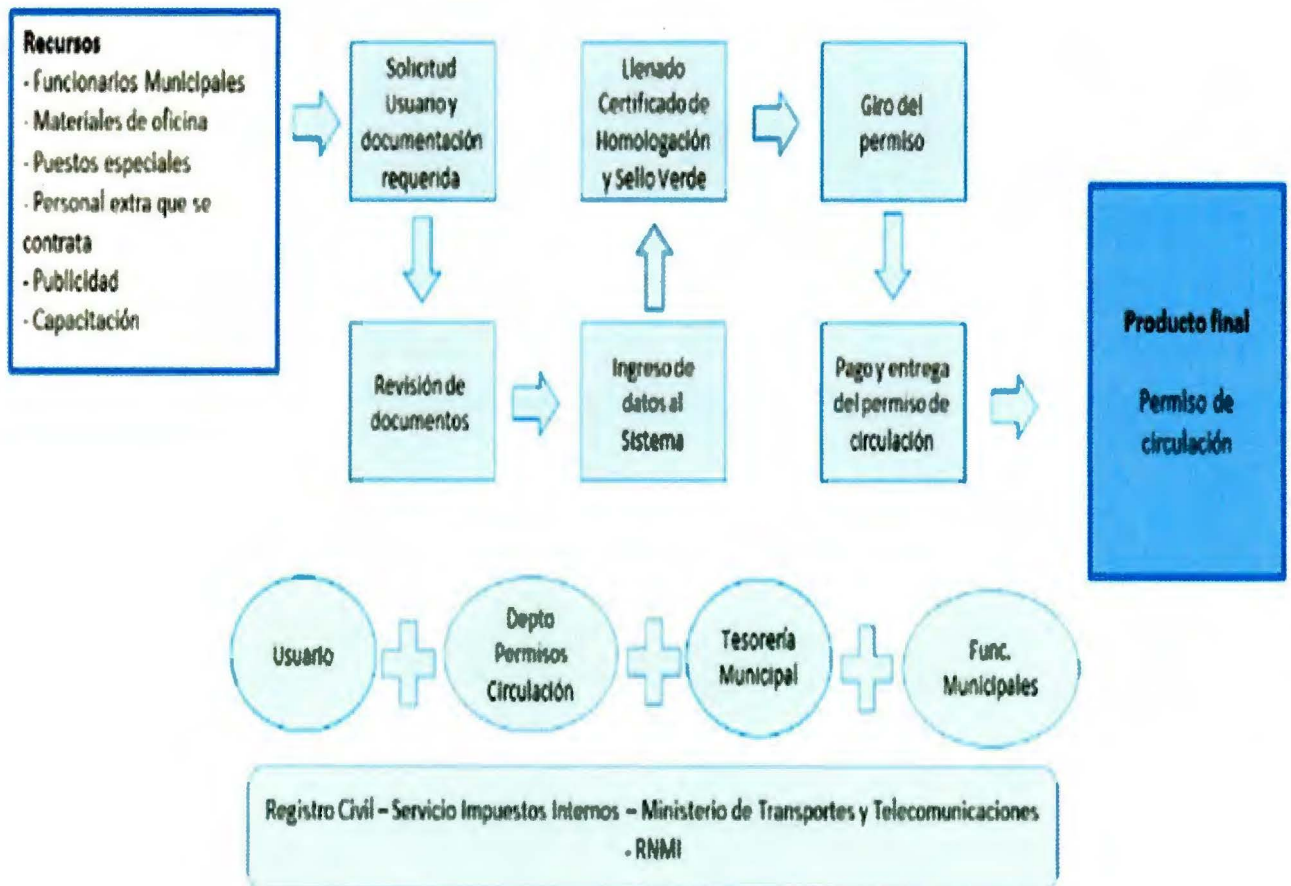 Recursos
- Funcionarios Municipales
- Materiales de oficina
- Puestos especiales
- Personal extra que se
contrata
- Publicidad
- Capacitación
Solicitud
Usuario y
documentación
requerida
Revisión de
documentos
Ingreso de
datos al
Sistema
Llenado
Certificado de
Homologación
y Sello Verde
Giro del
permiso
Pago y entrega
del permiso de
circulación
Producto final
Permiso de
circulación
Usuario
Depto
Permisos
Circulación
Tesorería
Municipal
Func.
Municipales
Registro Civil – Servicio Impuestos Internos – Ministerio de Transportes y Telecomunicaciones
- RNMI